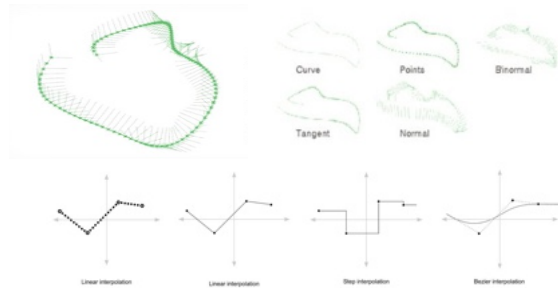 Curve
Points
Binormal
Tangent
Normal
Linear interpolation
Linear interpolation
Step interpolation
Bezier interpolation